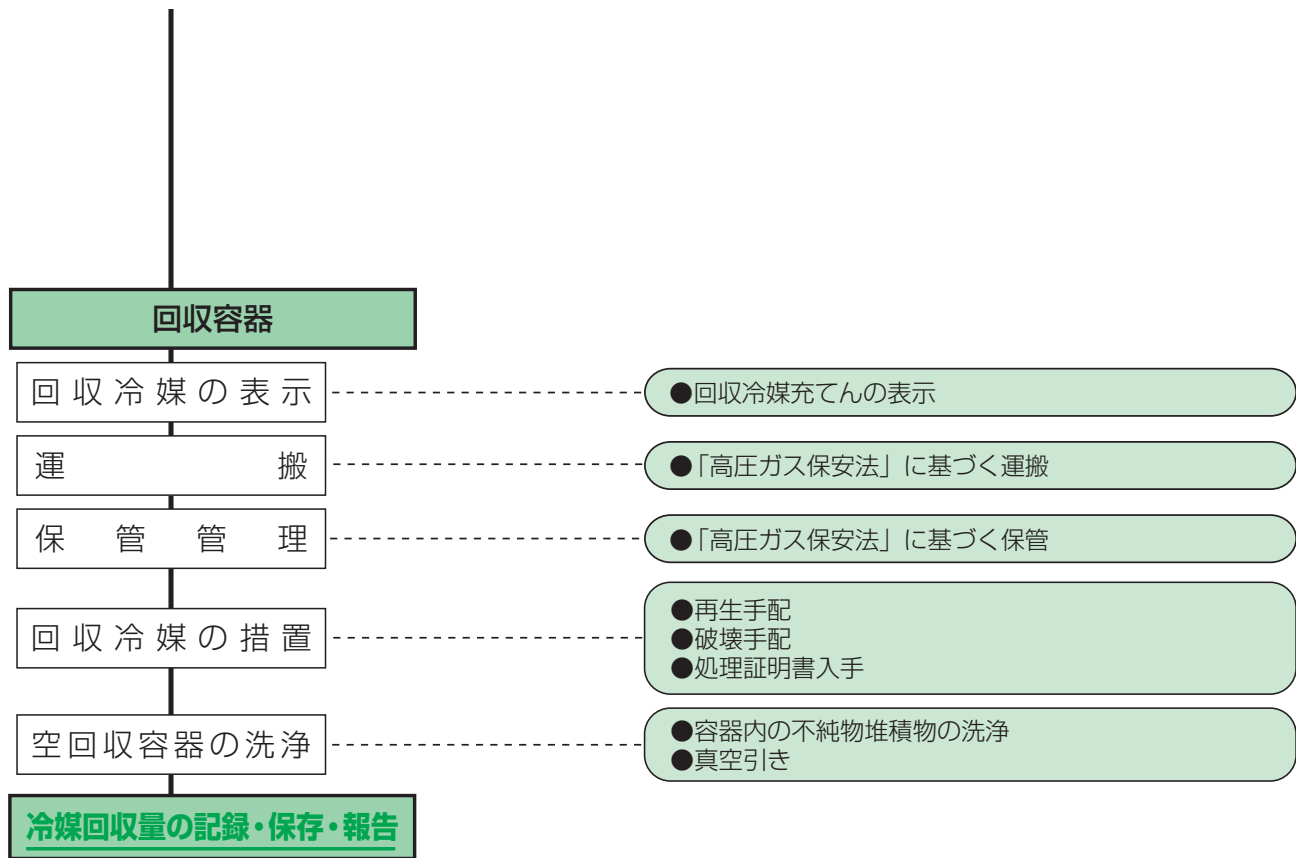 回収容器
回収冷媒の表示
●回収冷媒充てんの表示
運搬
●「高圧ガス保安法」に基づく運搬
保管管理
●「高圧ガス保安法」に基づく保管
回収冷媒の措置
●再生手配
●破壊手配
●処理証明書入手
空回収容器の洗浄
●容器内の不純物堆積物の洗浄
●真空引き
冷媒回収量の記録・保存・報告